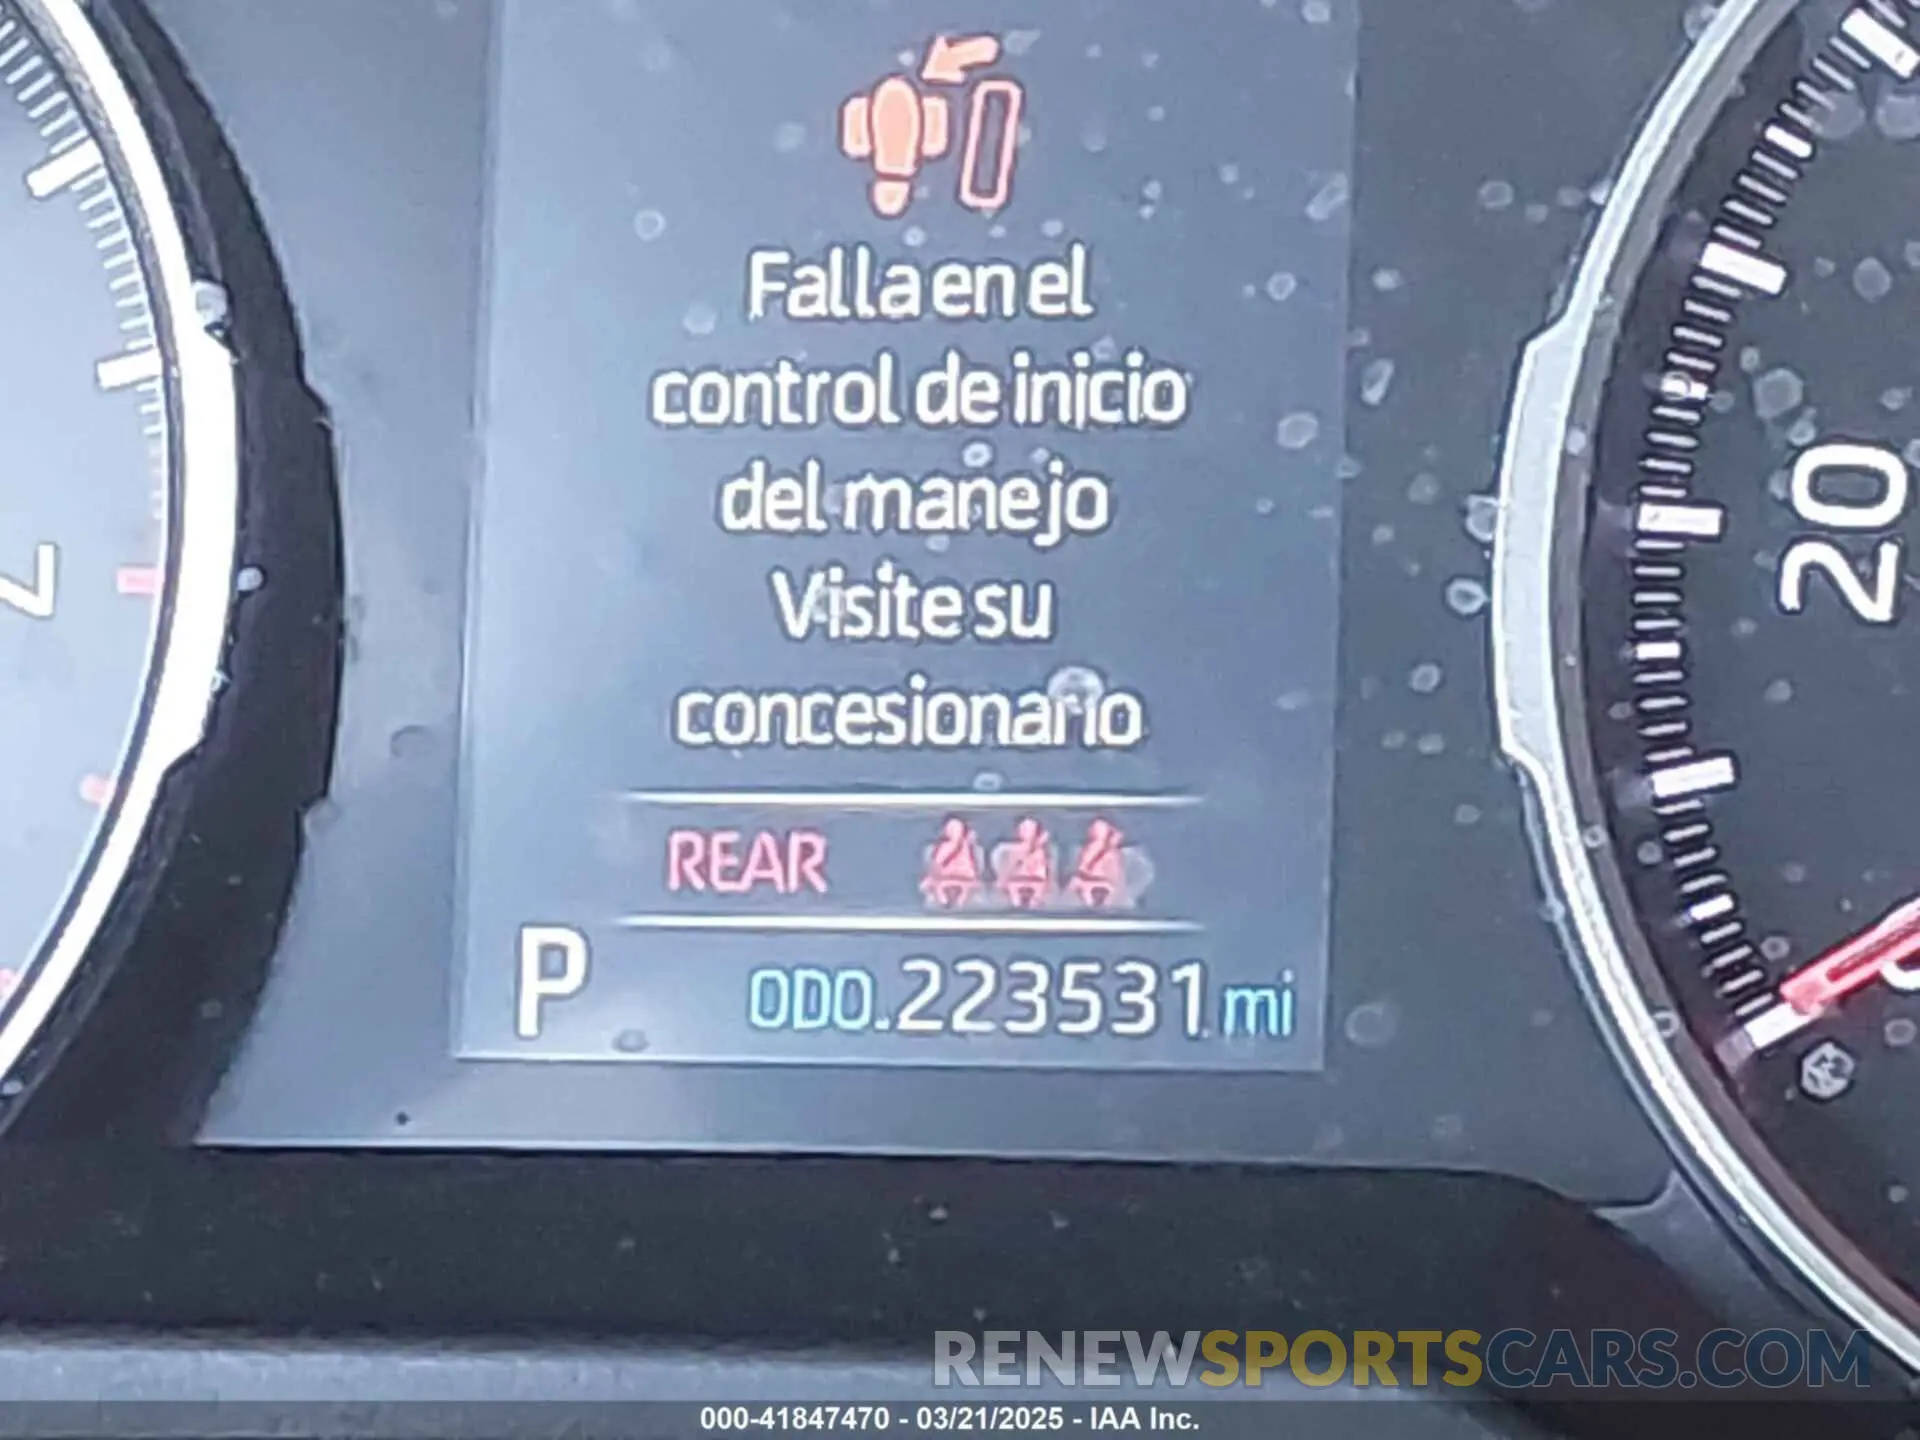 Falla en el
control de inicio
del manejo
Visite su
concesionario
REAR
P ODO. 223531 mi
7
20
RENEWSPORTSCARS.COM
000-41847470 - 03/21/2025 - IAA Inc.